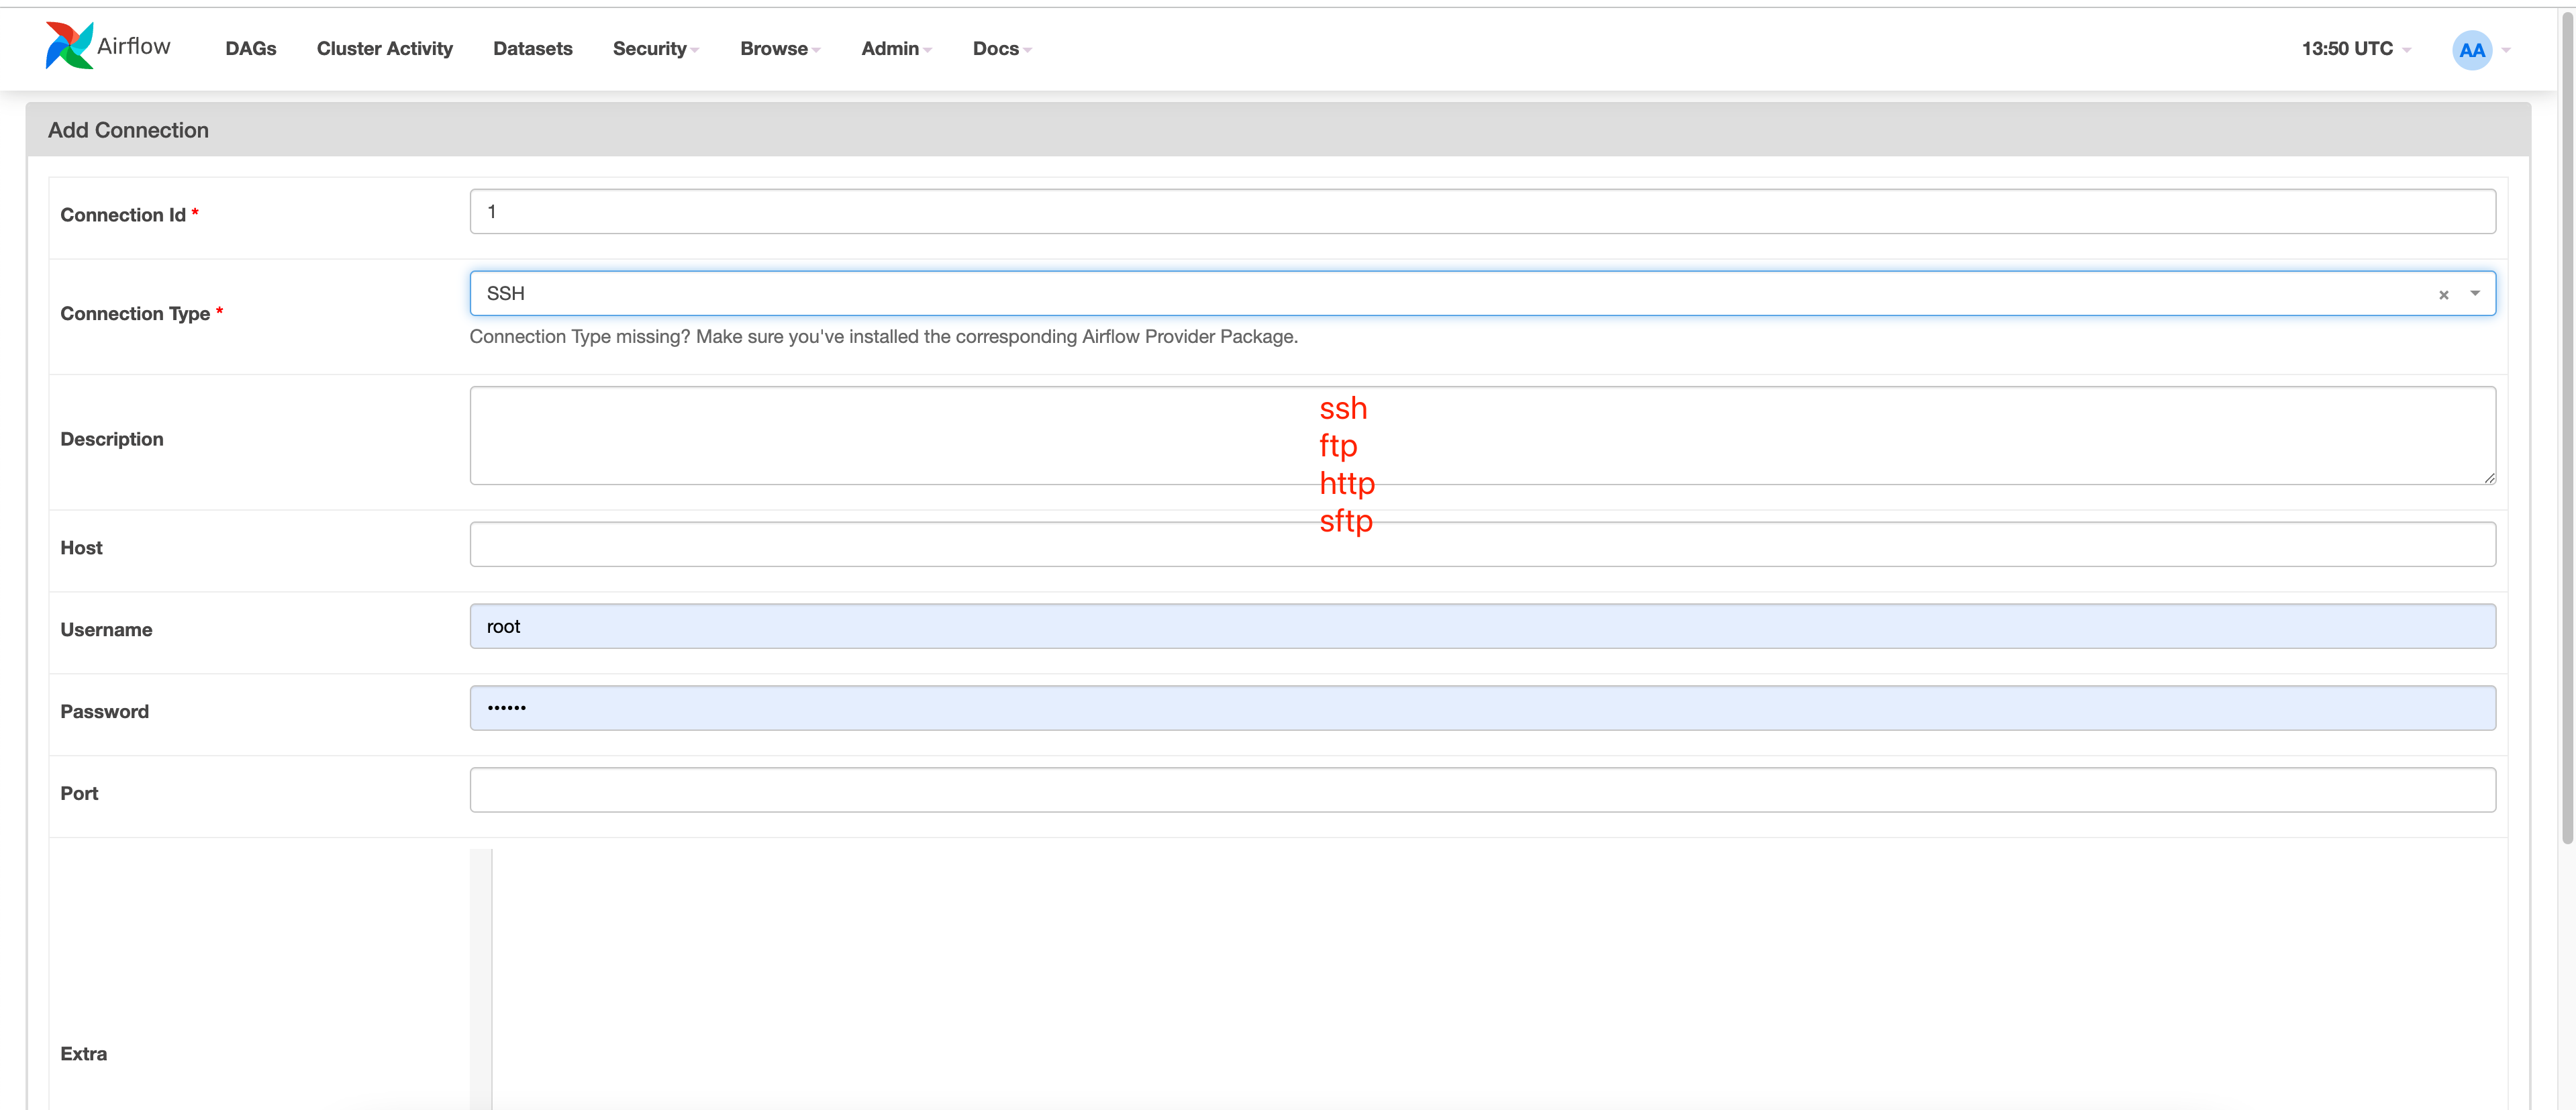 Airflow DAGs Cluster Activity Datasets Security Browse Admin Docs 13:50 UTC AA
Add Connection
Connection Id * 1
Connection Type * SSH × 
Connection Type missing? Make sure you've installed the corresponding Airflow Provider Package.
Description
ssh
ftp
http
sftp
Host
Username root
Password ••••••
Port
Extra